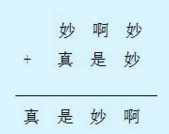 妙 啊 妙
+ 真 是 妙
真 是 妙 啊